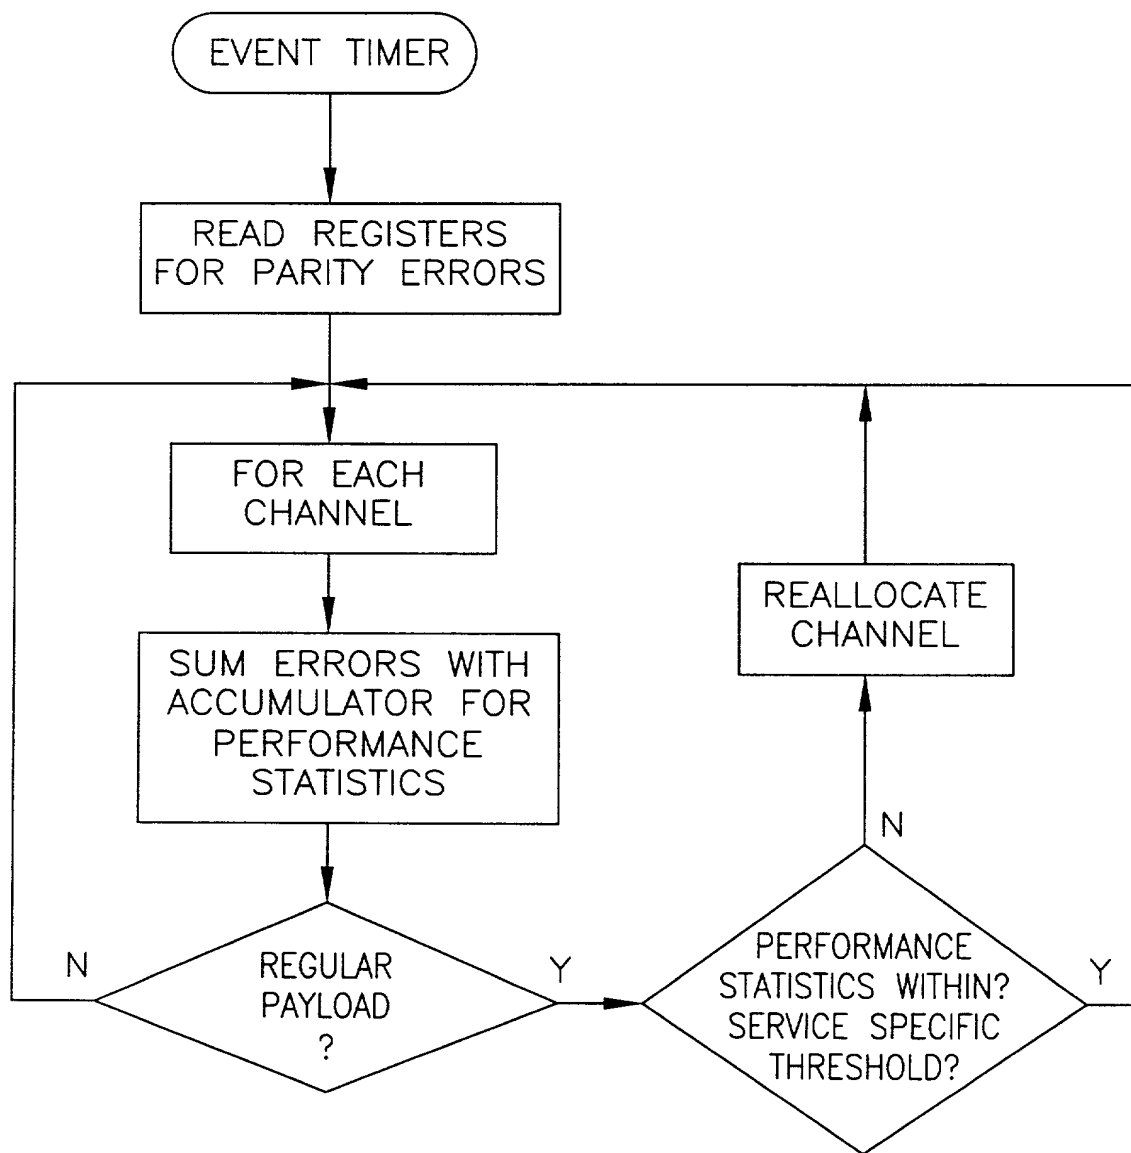 EVENT TIMER
READ REGISTERS
FOR PARITY ERRORS
FOR EACH
CHANNEL
SUM ERRORS WITH
ACCUMULATOR FOR
PERFORMANCE
STATISTICS
REALLOCATE
CHANNEL
N
REGULAR
PAYLOAD
?
Y
N
PERFORMANCE
STATISTICS WITHIN?
SERVICE SPECIFIC
THRESHOLD?
Y